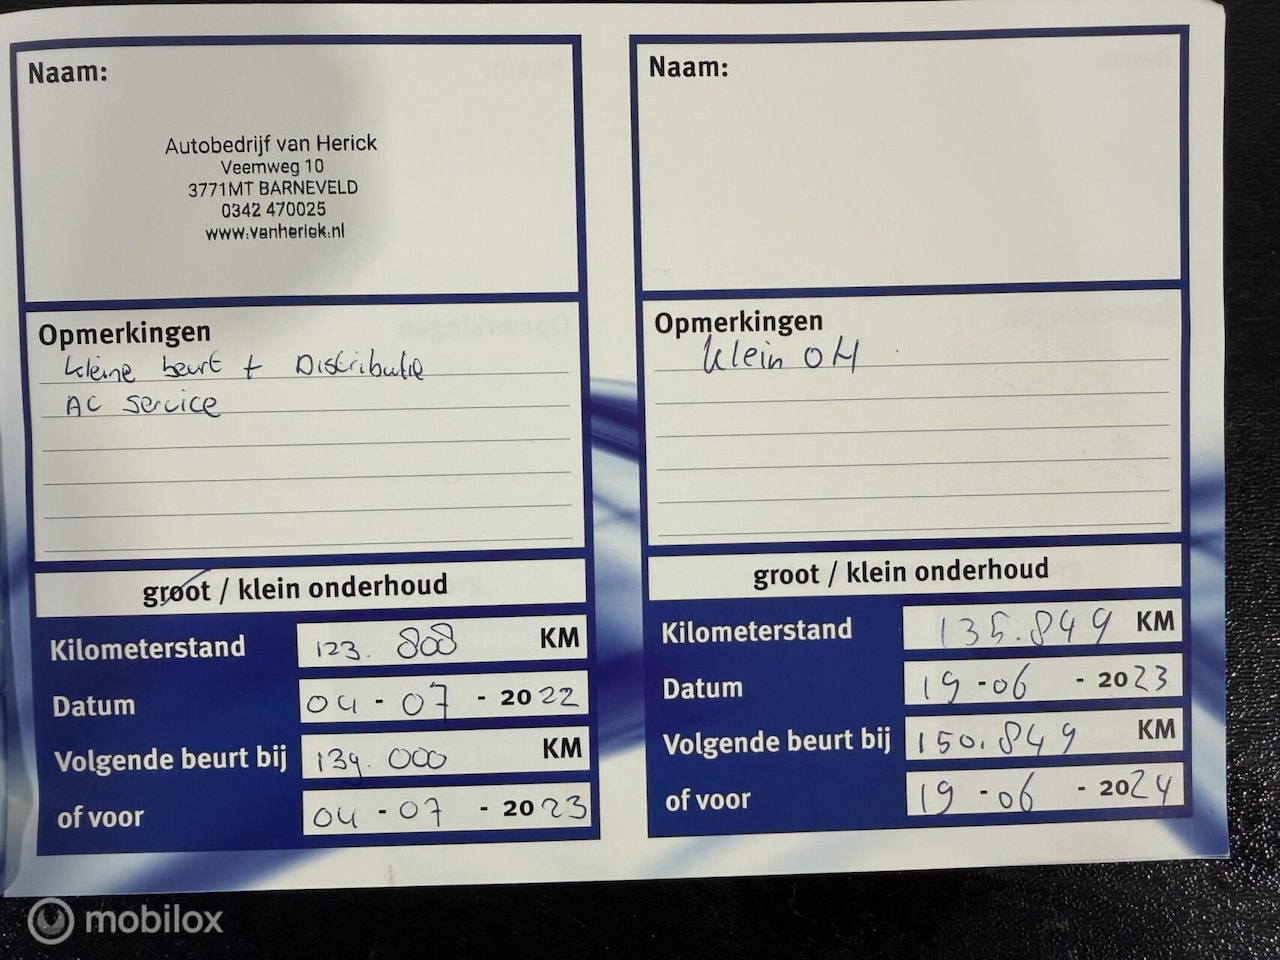 Naam:
Autobedrijf van Herick
Veemweg 10
3771MT BARNEVELD
0342 470025
www.vanherick.nl
Opmerkingen
kleine beurt + Distributie
AC service
groot / klein onderhoud
Kilometerstand 123.808 KM
Datum 04-07-2022
Volgende beurt bij 139.000 KM
of voor 04-07-2023
Naam:
Opmerkingen
klein OH
groot / klein onderhoud
Kilometerstand 135.849 KM
Datum 19-06-2023
Volgende beurt bij 150.849 KM
of voor 19-06-2024
mobilox